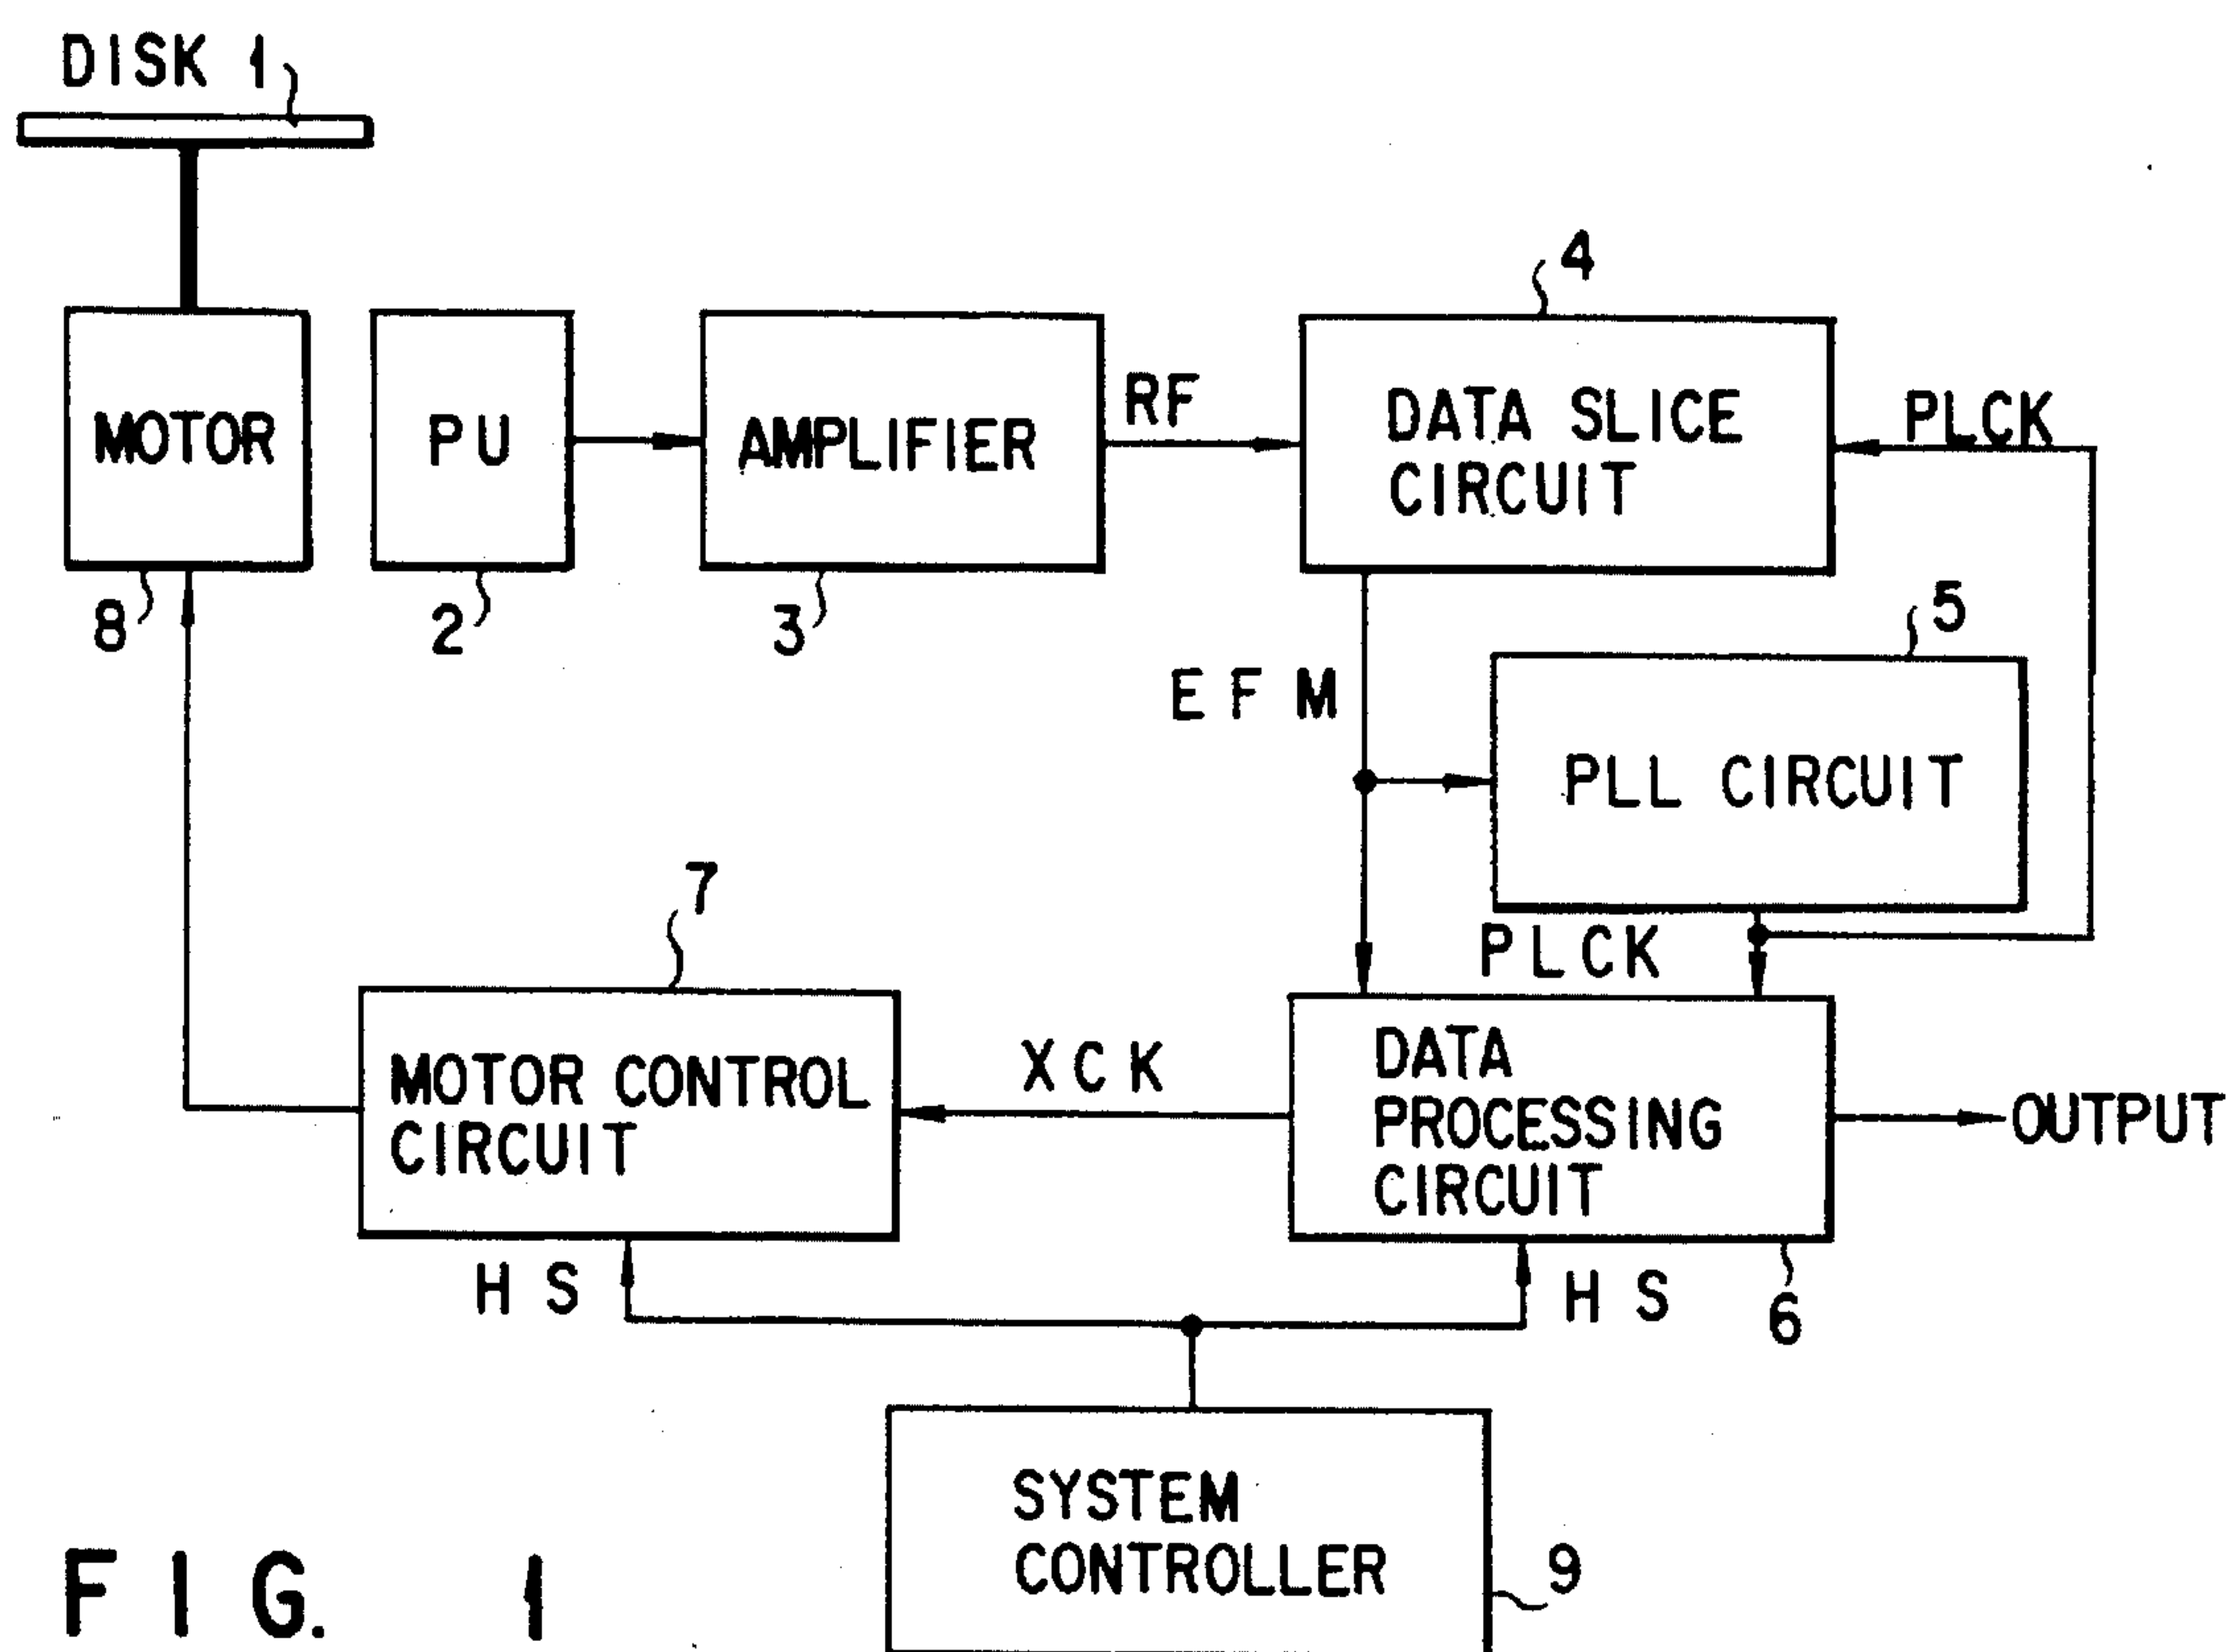 DISK 1
4
MOTOR
PU
AMPLIFIER
RF
DATA SLICE
CIRCUIT
PLCK
8
2
3
5
EFM
PLL CIRCUIT
7
PLCK
MOTOR CONTROL
CIRCUIT
XCK
DATA
PROCESSING
CIRCUIT
OUTPUT
HS
HS
6
SYSTEM
CONTROLLER
9
FIG. 1